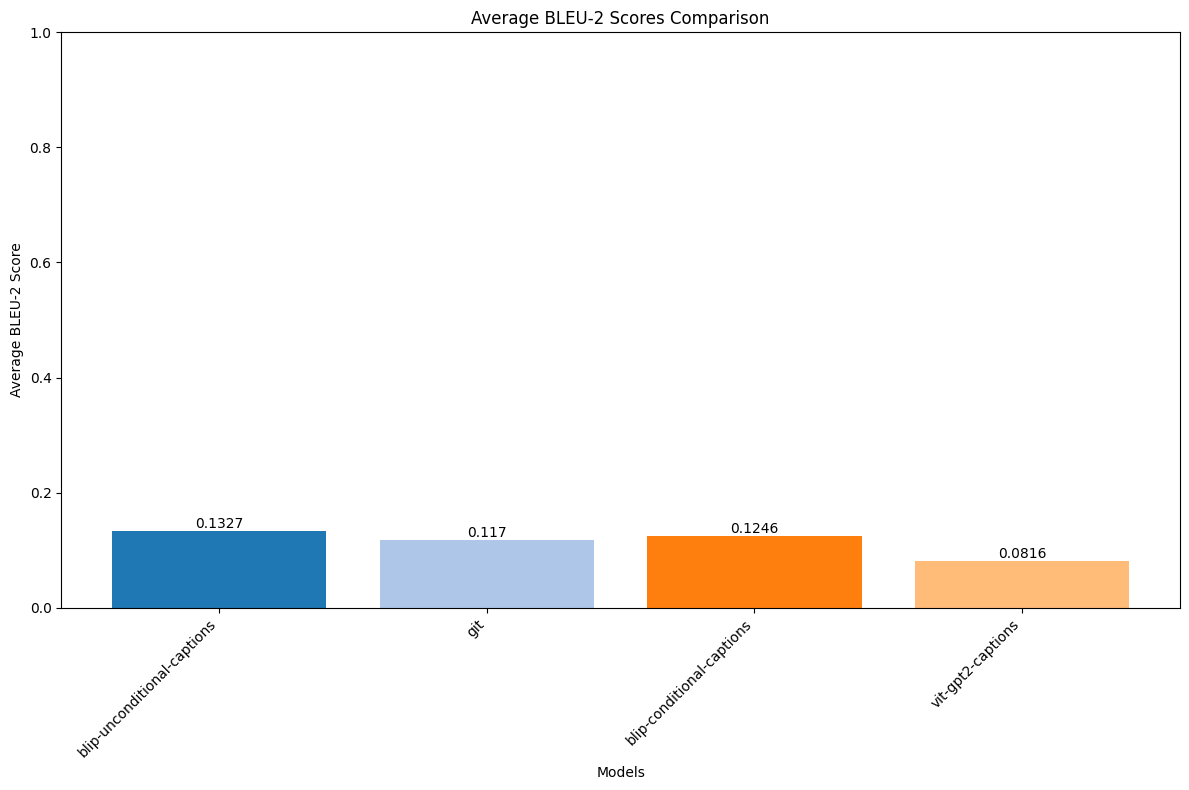 Average BLEU-2 Scores Comparison
Average BLEU-2 Score
1.0
0.8
0.6
0.4
0.2
0.0
0.1327
0.117
0.1246
0.0816
blip-unconditional-captions
git
blip-conditional-captions
vit-gpt2-captions
Models